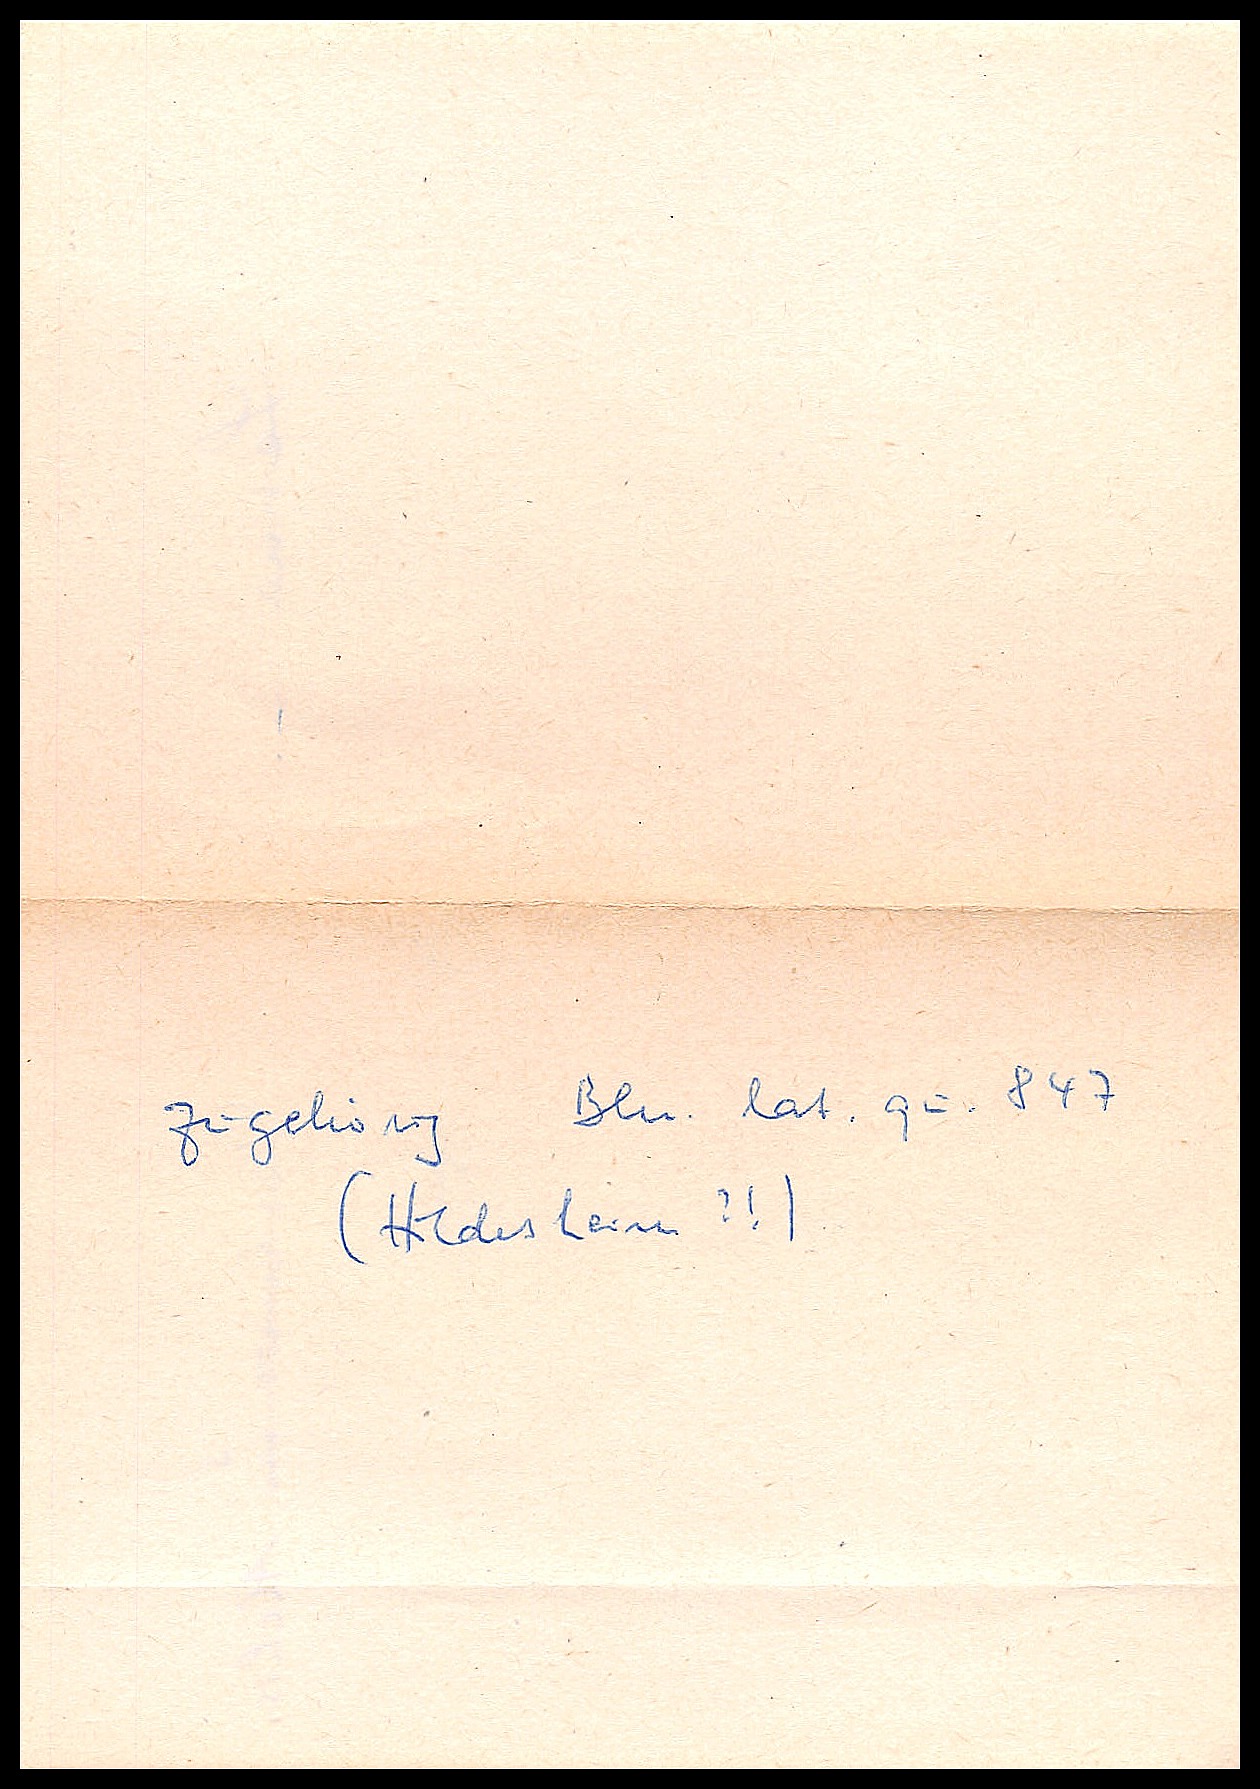 zugehörig Bln. lat. qu. 847
(Hildesheim ?!)